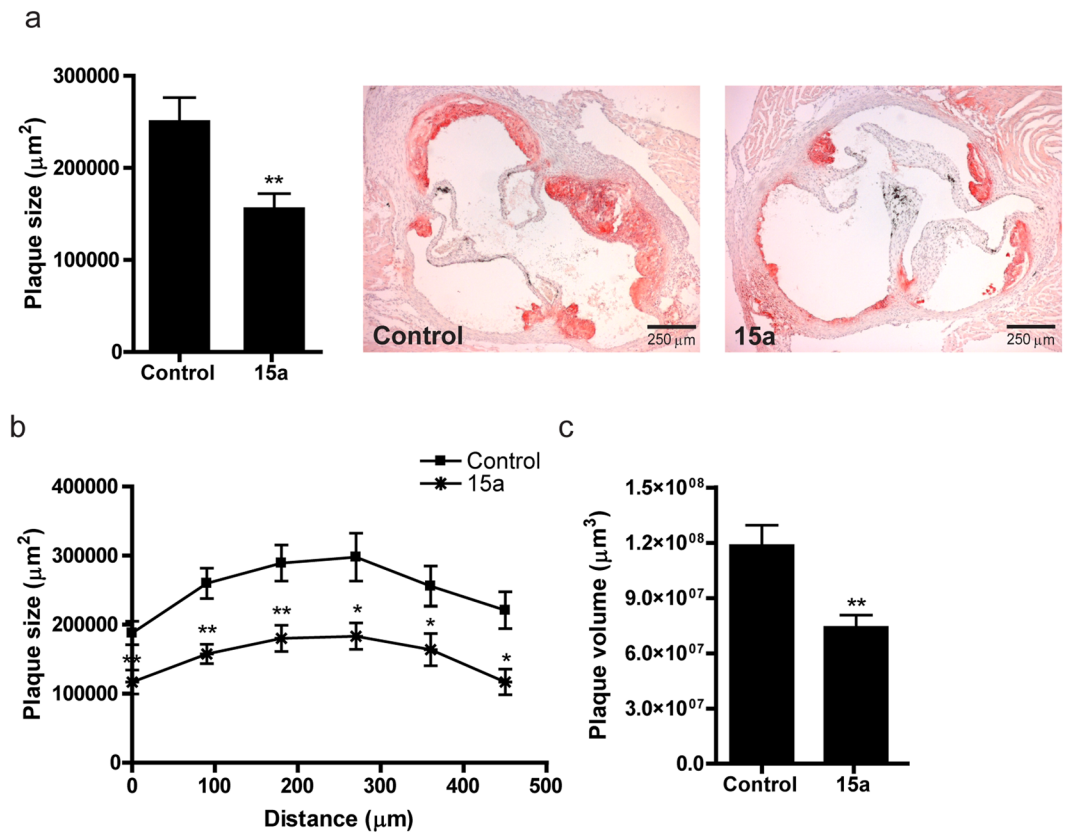 a
300000
200000
100000
0
Plaque size (μm²)
**
Control
15a
Control
250 μm
15a
250 μm
b
Control
15a
400000
300000
200000
100000
0
Plaque size (μm²)
**
**
**
*
*
*
0 100 200 300 400 500
Distance (μm)
c
1.5×10⁰⁸
1.2×10⁰⁸
9.0×10⁰⁷
6.0×10⁰⁷
3.0×10⁰⁷
0.0
Plaque volume (μm³)
**
Control
15a